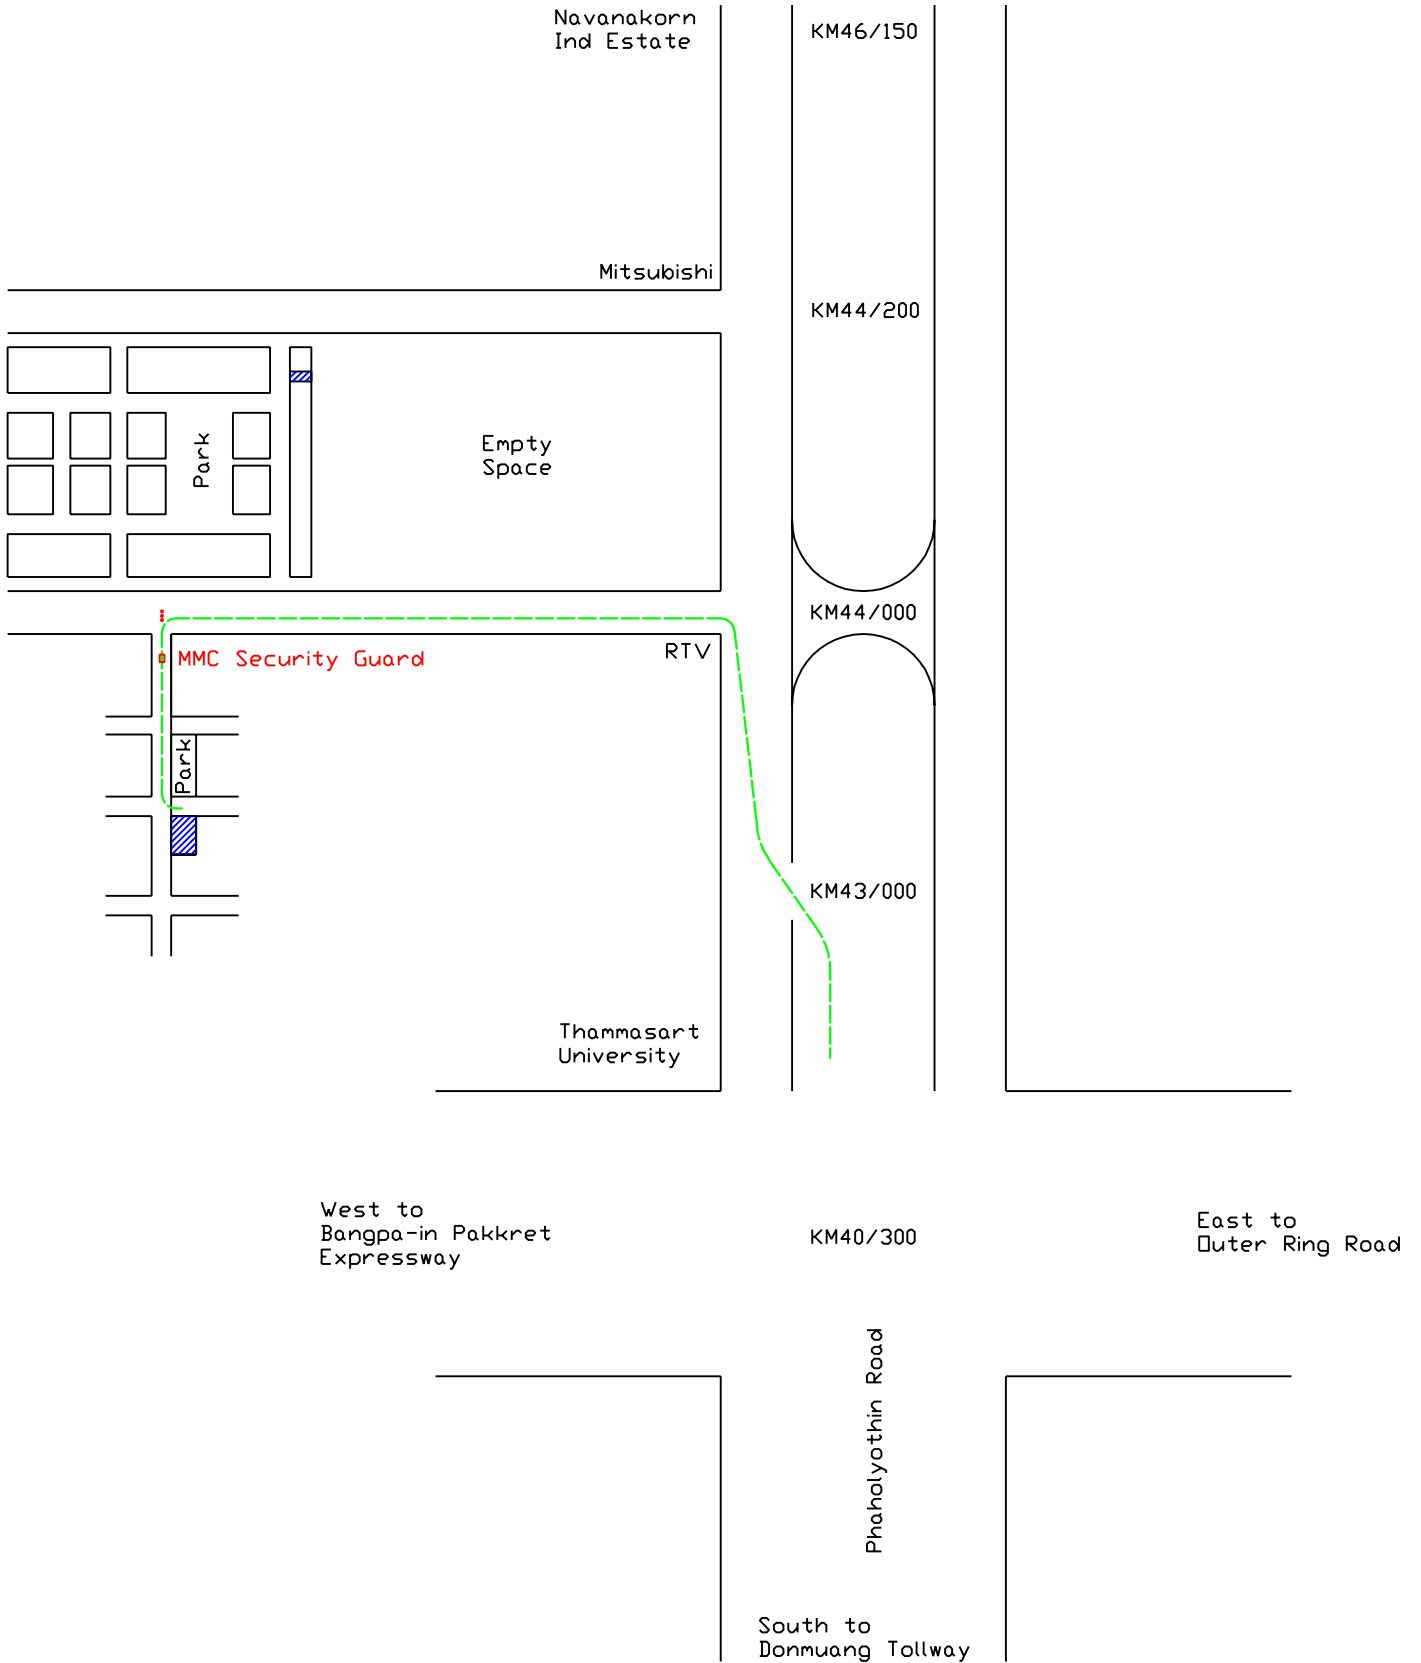 Navanakorn
Ind Estate
KM46/150
Mitsubishi
KM44/200
Park
Empty
Space
KM44/000
RTV
MMC Security Guard
Park
KM43/000
Thammasart
University
West to
Bangpa-in Pakkret
Expressway
KM40/300
East to
Outer Ring Road
Phaholyothin Road
South to
Donmuang Tollway